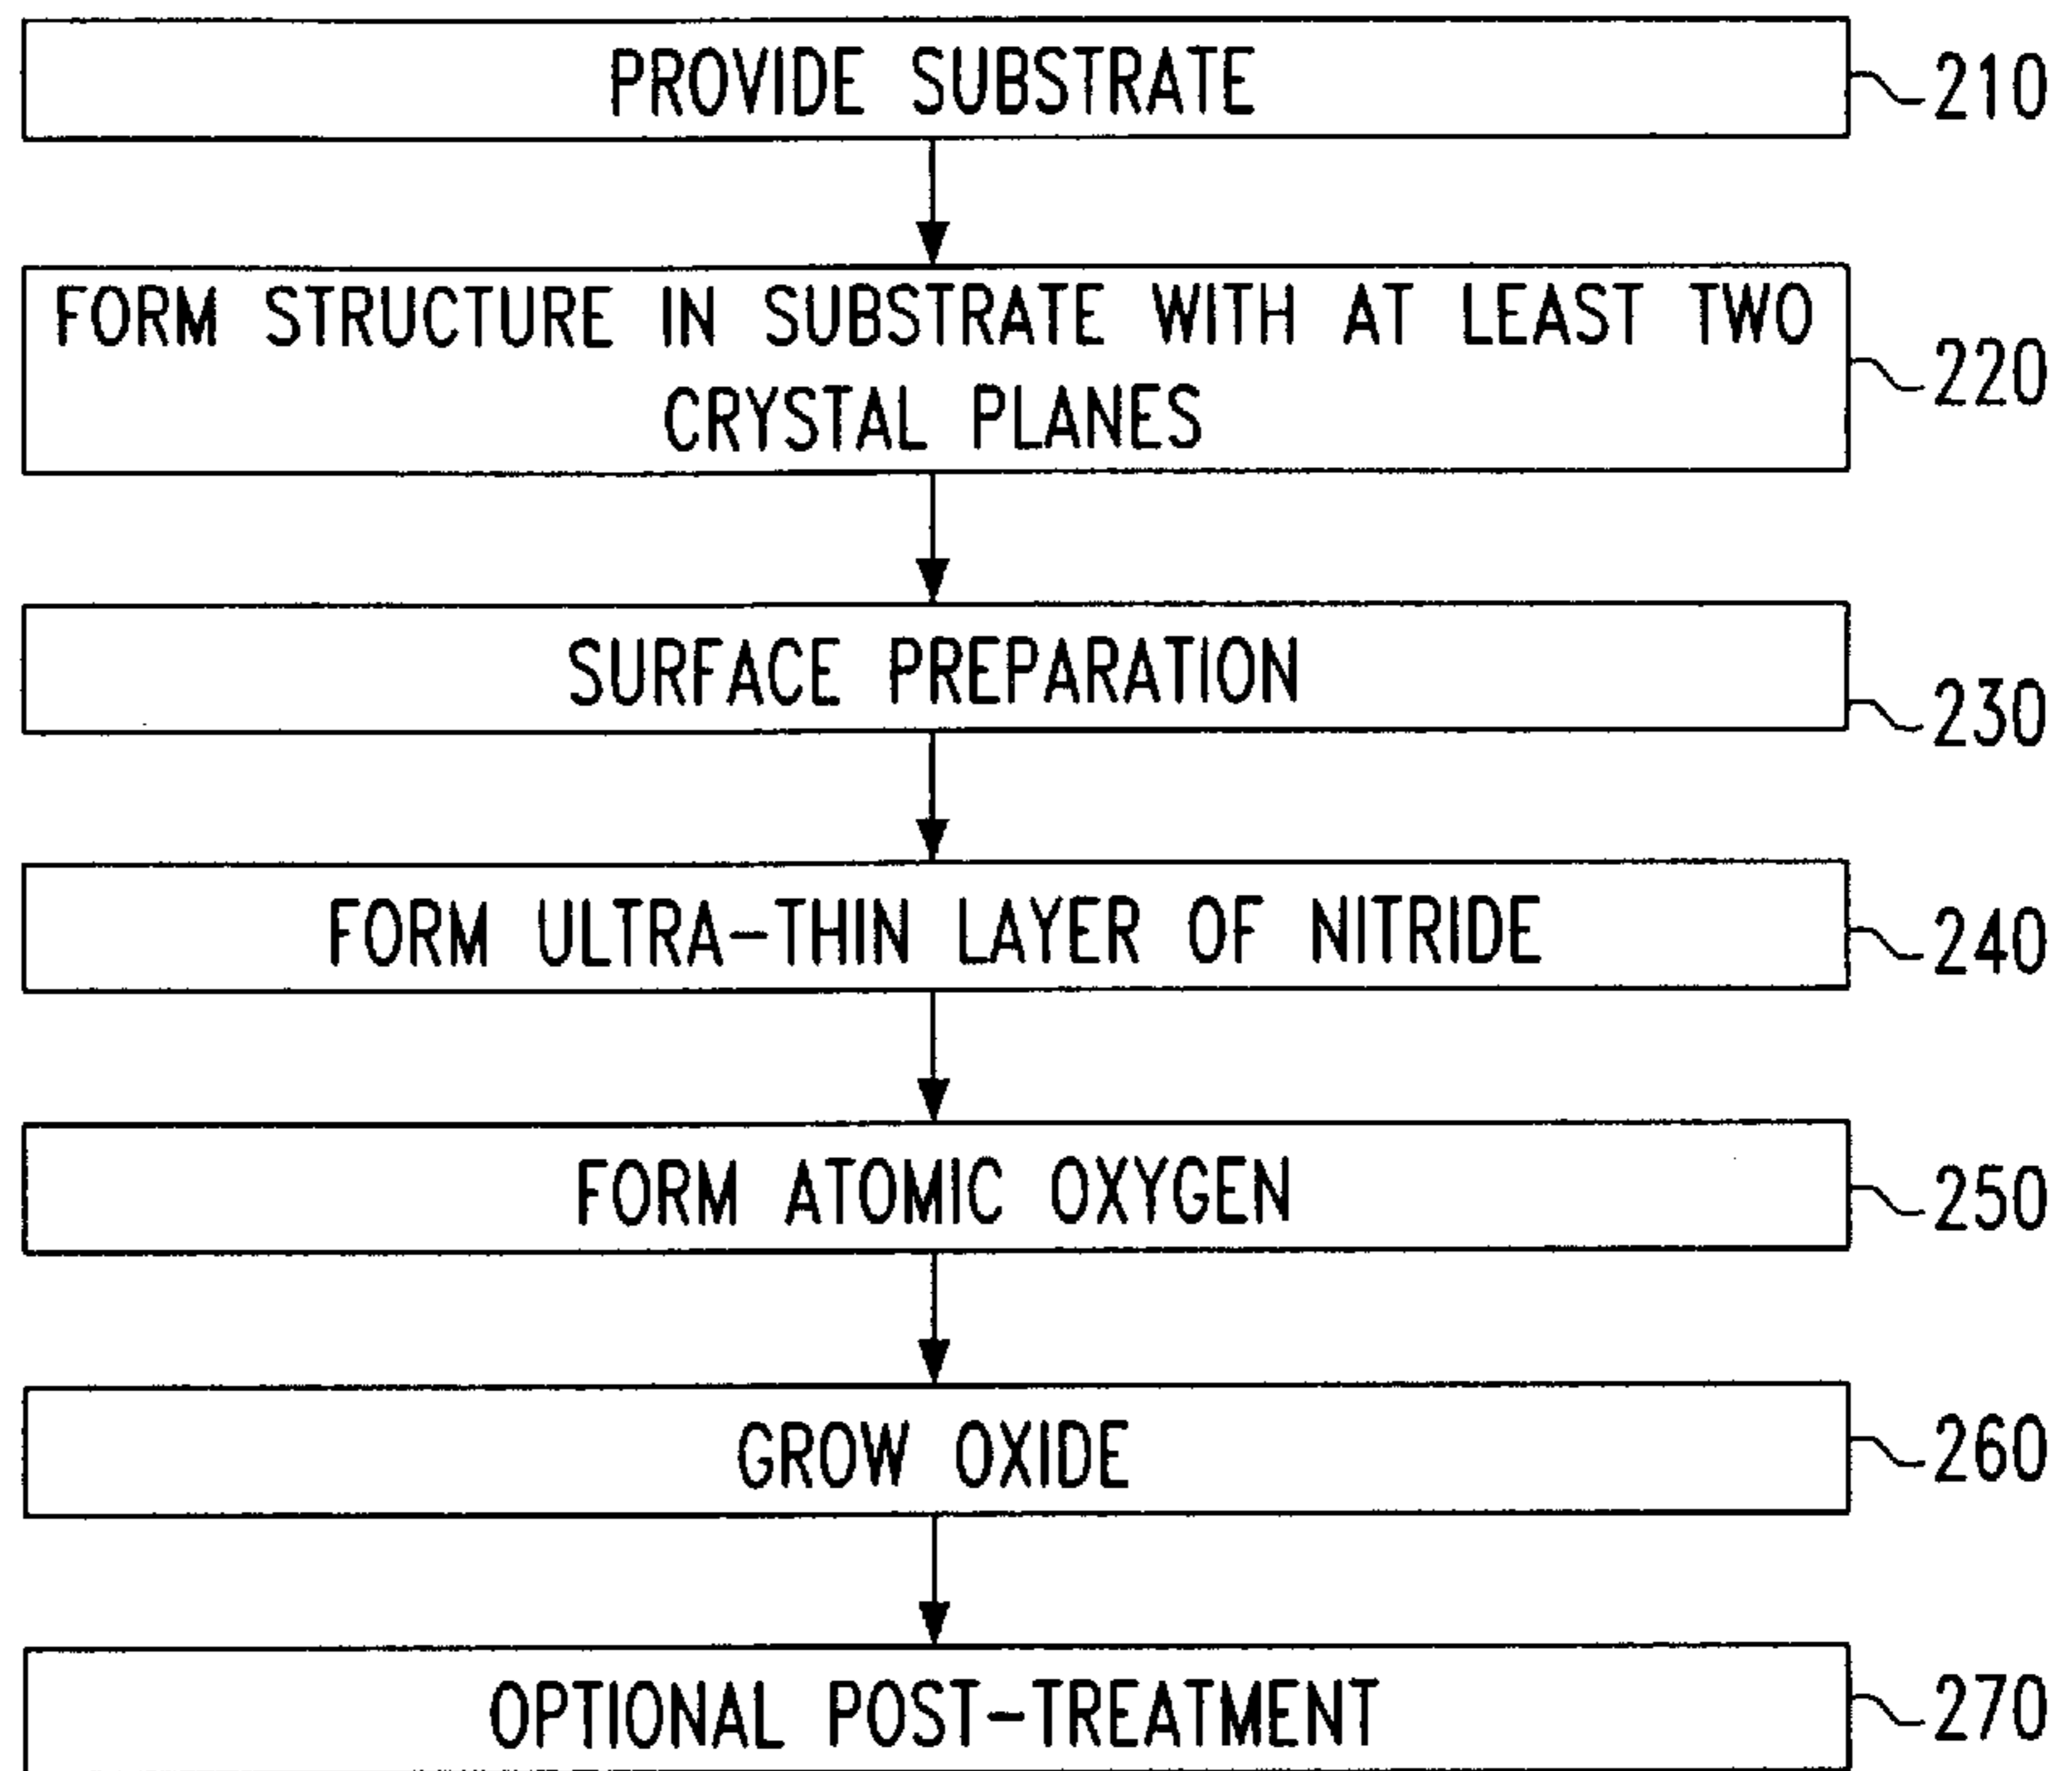 PROVIDE SUBSTRATE
210
FORM STRUCTURE IN SUBSTRATE WITH AT LEAST TWO
CRYSTAL PLANES
220
SURFACE PREPARATION
230
FORM ULTRA-THIN LAYER OF NITRIDE
240
FORM ATOMIC OXYGEN
250
GROW OXIDE
260
OPTIONAL POST-TREATMENT
270